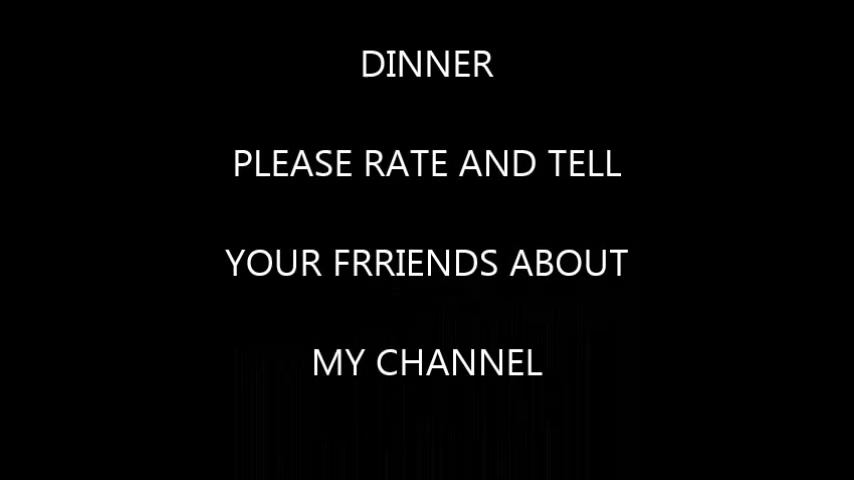 DINNER
PLEASE RATE AND TELL
YOUR FRRIENDS ABOUT
MY CHANNEL